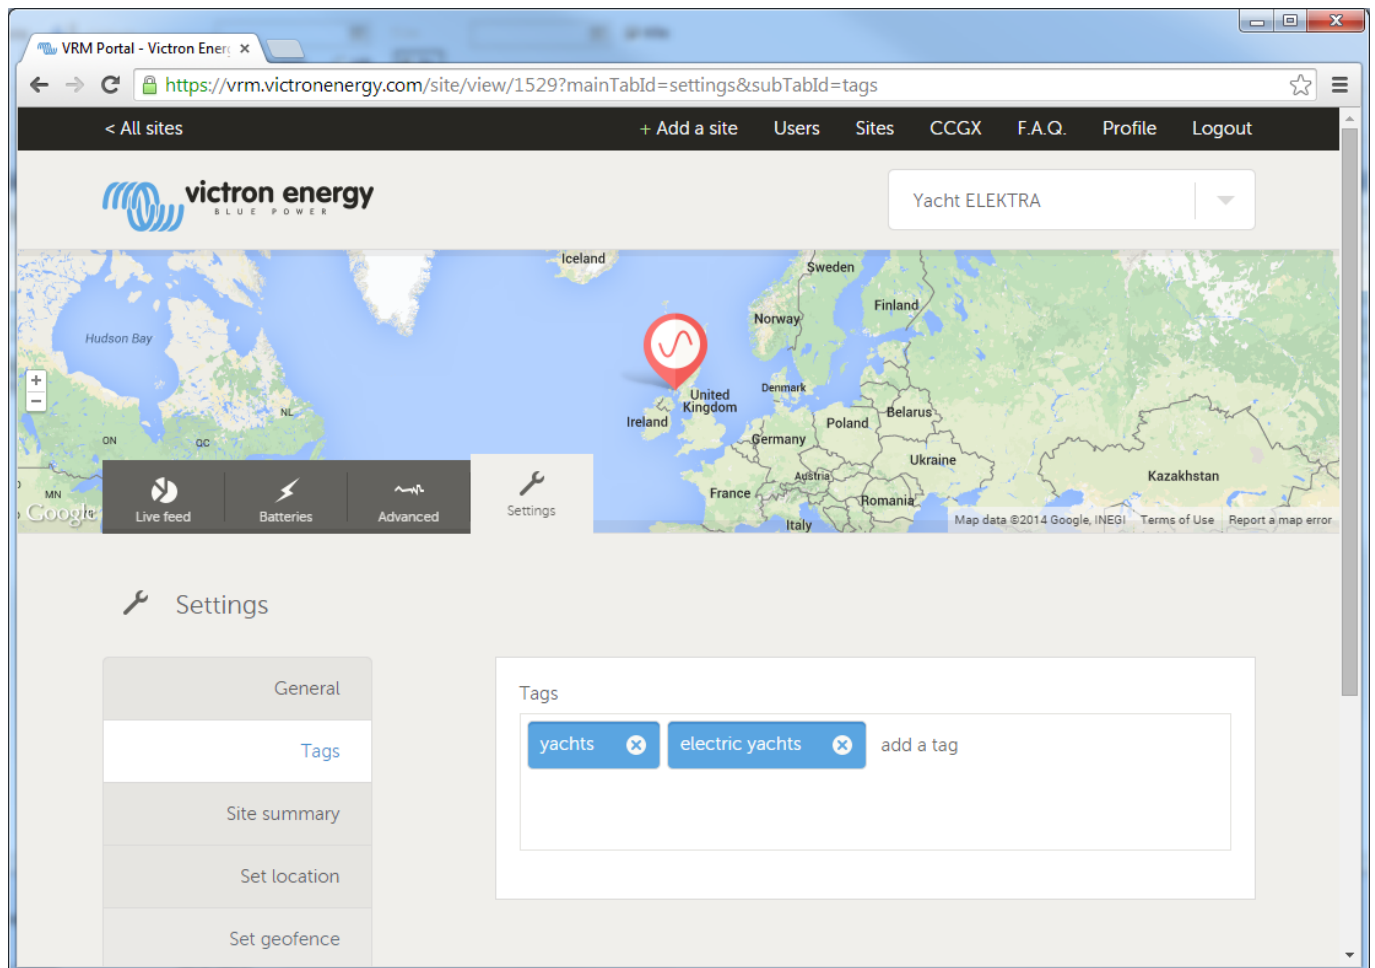 VRM Portal - Victron Ener
https://vrm.victronenergy.com/site/view/1529?mainTabId=settings&subTabId=tags
< All sites
+ Add a site Users Sites CCGX F.A.Q. Profile Logout
victron energy
BLUE POWER
Yacht ELEKTRA
Iceland
Sweden
Finland
Norway
Hudson Bay
Denmark
United
Kingdom
Ireland
NL
Belarus
Poland
Germany
ON
QC
Ukraine
Austria
Kazakhstan
MN
France
Romania
Google
Live feed Batteries Advanced Settings
Italy
Map data ©2014 Google, INEGI Terms of Use Report a map error
Settings
General
Tags
Site summary
Set location
Set geofence
Tags
yachts electric yachts add a tag